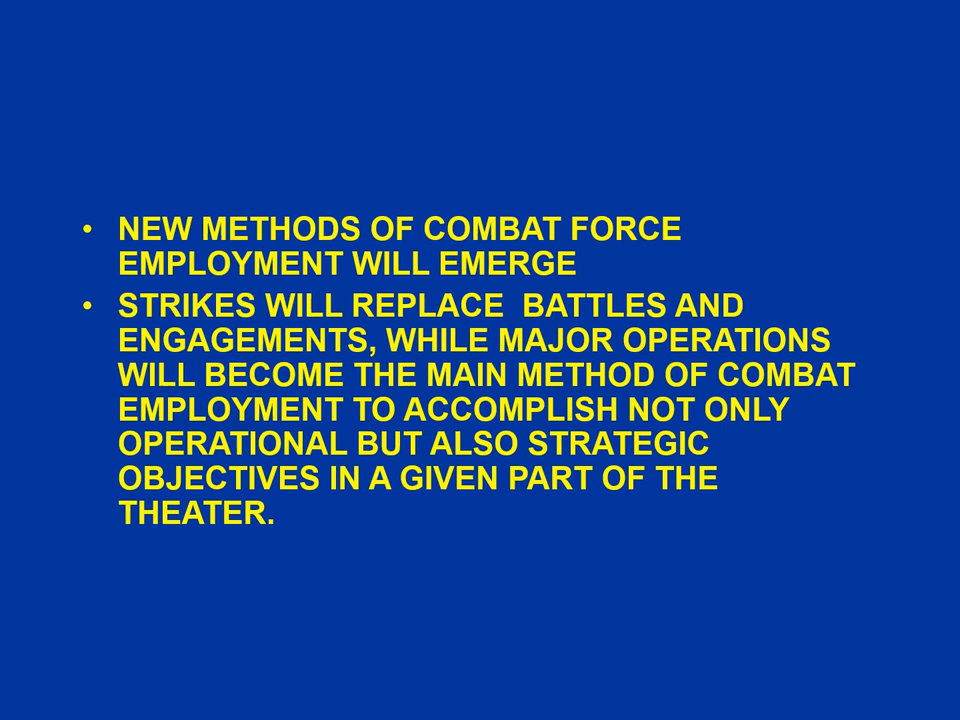 • NEW METHODS OF COMBAT FORCE
EMPLOYMENT WILL EMERGE
• STRIKES WILL REPLACE  BATTLES AND
ENGAGEMENTS, WHILE MAJOR OPERATIONS
WILL BECOME THE MAIN METHOD OF COMBAT
EMPLOYMENT TO ACCOMPLISH NOT ONLY
OPERATIONAL BUT ALSO STRATEGIC
OBJECTIVES IN A GIVEN PART OF THE
THEATER.